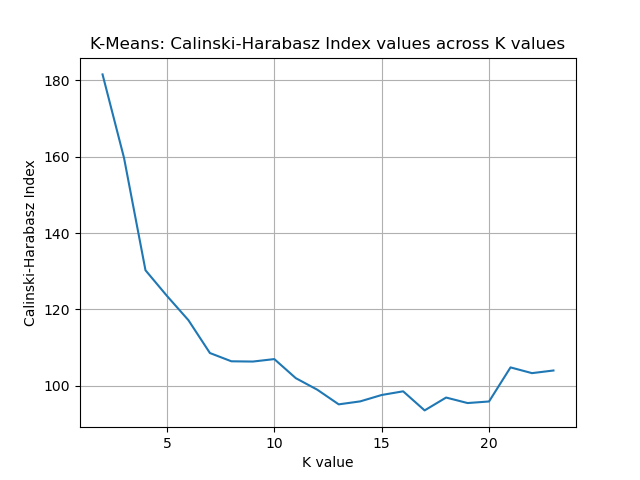 K-Means: Calinski-Harabasz Index values across K values
Calinski-Harabasz Index
180
160
140
120
100
5 10 15 20
K value